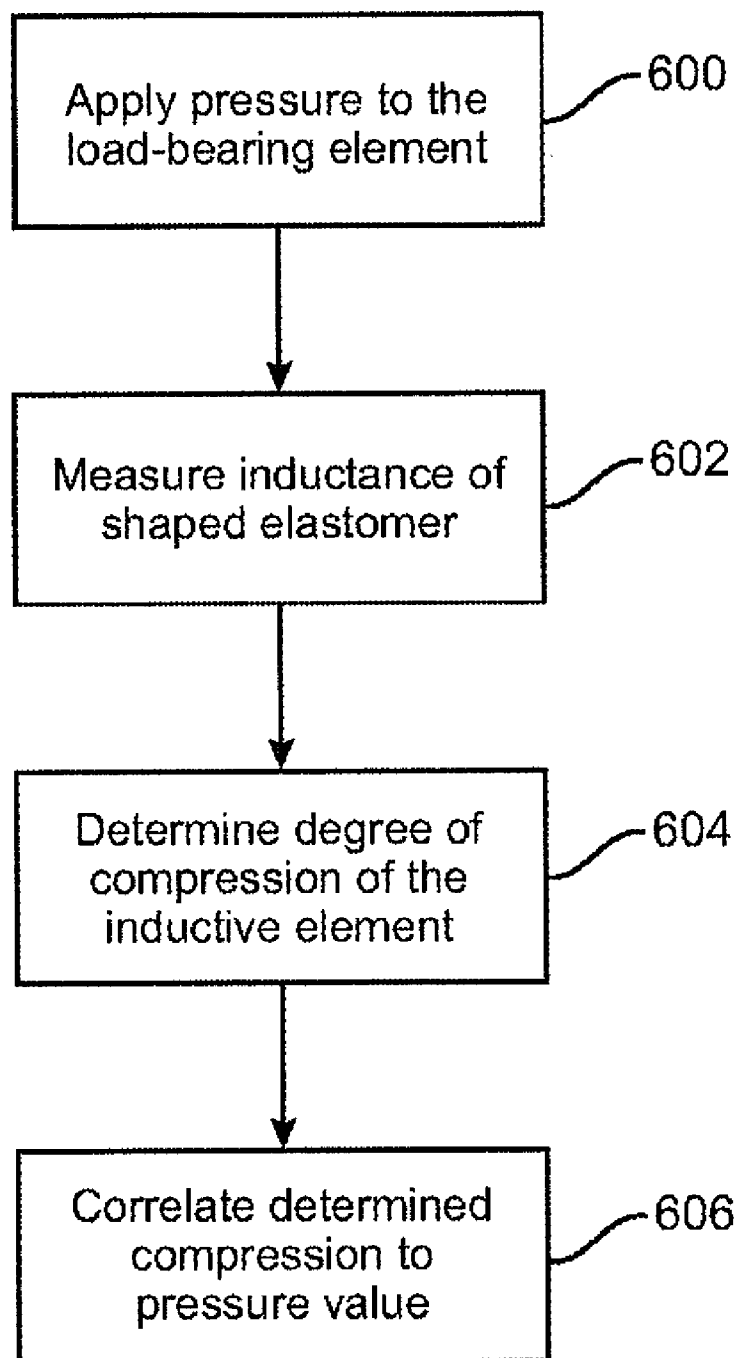 Apply pressure to the
load-bearing element
600
Measure inductance of
shaped elastomer
602
Determine degree of
compression of the
inductive element
604
Correlate determined
compression to
pressure value
606